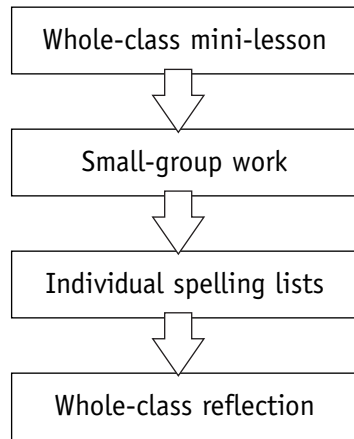 Whole-class mini-lesson
Small-group work
Individual spelling lists
Whole-class reflection